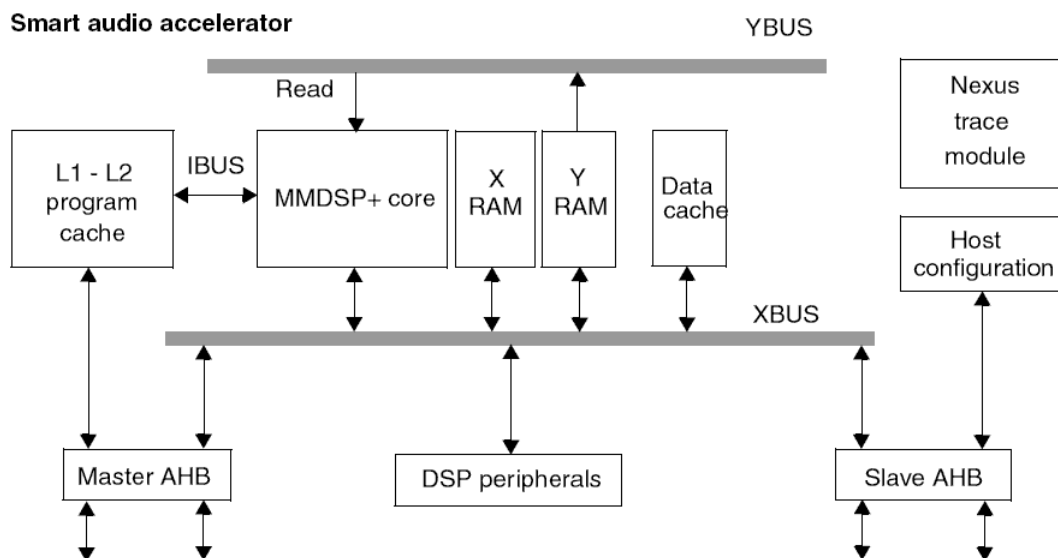 Smart audio accelerator
YBUS
Read
Nexus
trace
module
L1 - L2
program
cache
IBUS
MMDSP+ core
X
RAM
Y
RAM
Data
cache
Host
configuration
XBUS
Master AHB
DSP peripherals
Slave AHB